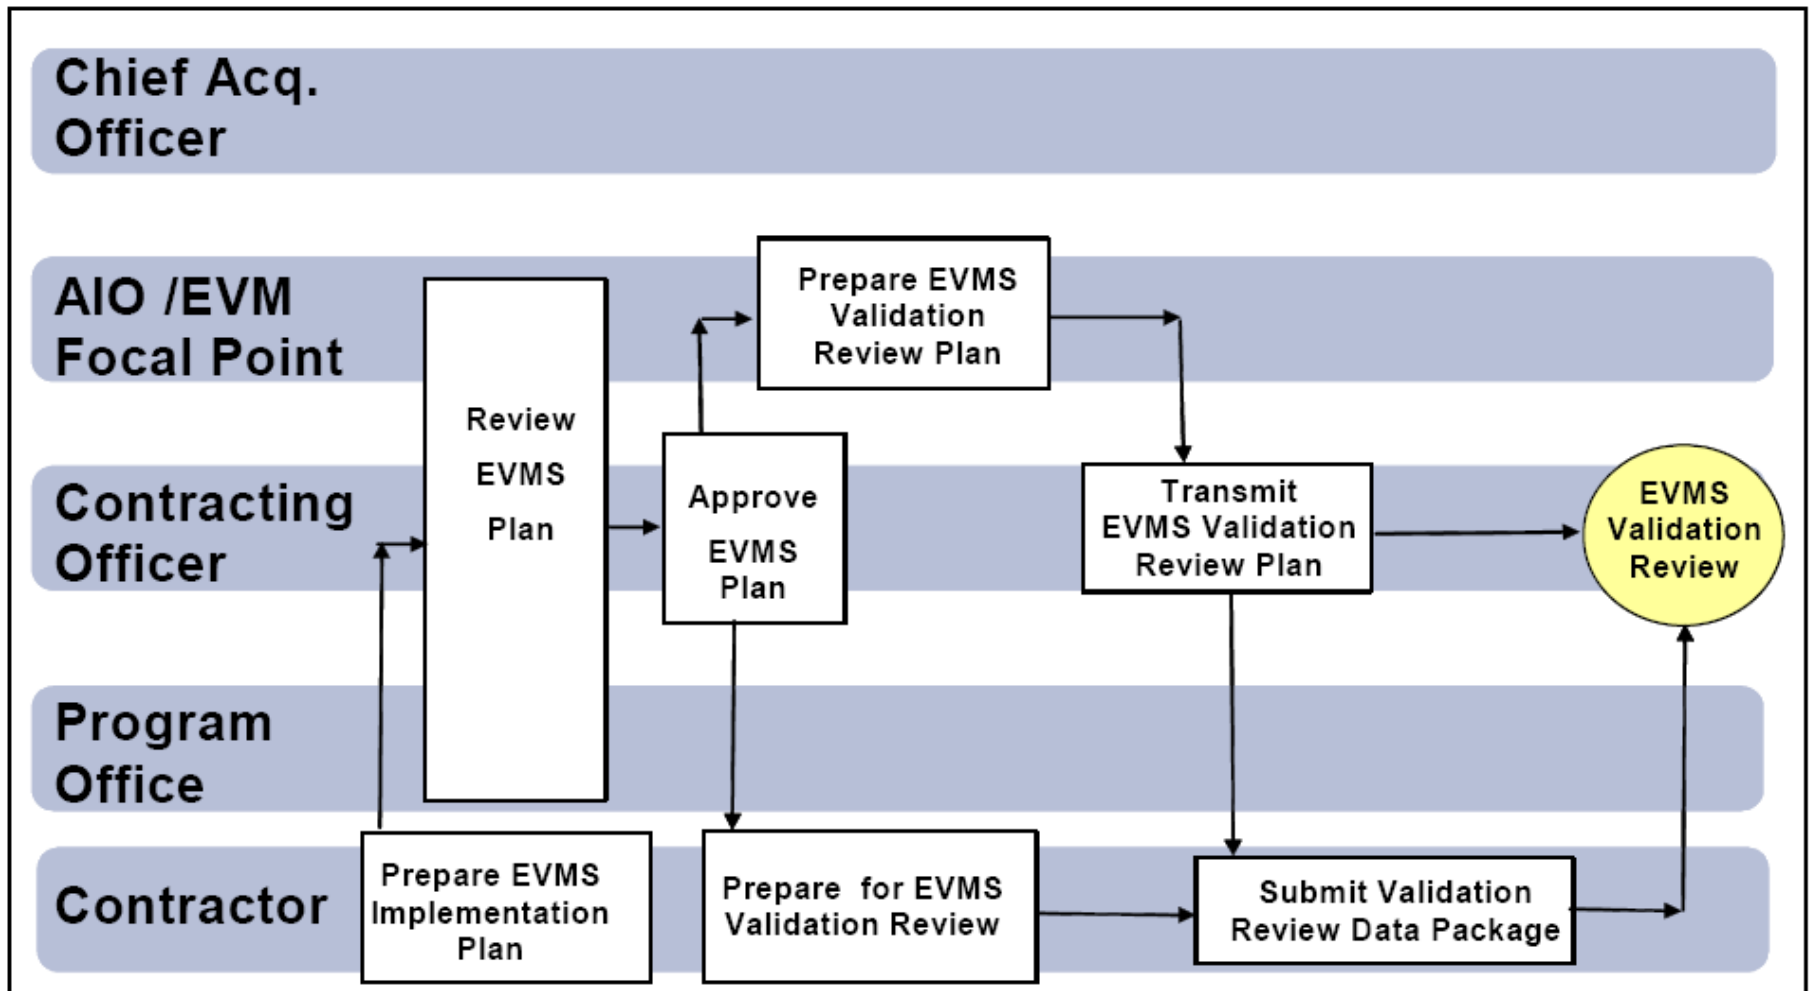 Chief Acq.
Officer
AIO /EVM
Focal Point
Prepare EVMS
Validation
Review Plan
Review
EVMS
Plan
Contracting
Officer
Approve
EVMS
Plan
Transmit
EVMS Validation
Review Plan
EVMS
Validation
Review
Program
Office
Contractor
Prepare EVMS
Implementation
Plan
Prepare for EVMS
Validation Review
Submit Validation
Review Data Package